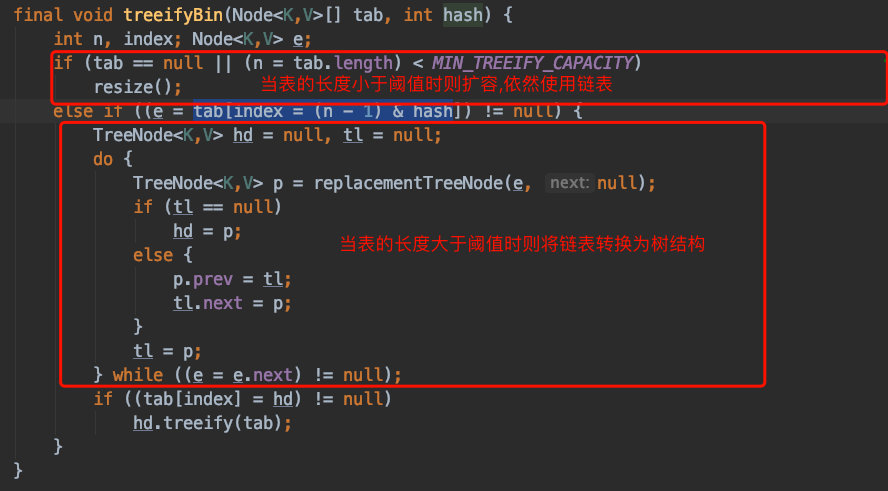 final void treeifyBin(Node<K,V>[] tab, int hash) {
int n, index; Node<K,V> e;
if (tab == null || (n = tab.length) < MIN_TREEIFY_CAPACITY)
resize(); 当表的长度小于阈值时则扩容,依然使用链表
else if ((e = tab[index = (n - 1) & hash]) != null) {
TreeNode<K,V> hd = null, tl = null;
do {
TreeNode<K,V> p = replacementTreeNode(e, next: null);
if (tl == null)
hd = p;
当表的长度大于阈值时则将链表转换为树结构
else {
p.prev = tl;
tl.next = p;
}
tl = p;
} while ((e = e.next) != null);
if ((tab[index] = hd) != null)
hd.treeify(tab);
}
}